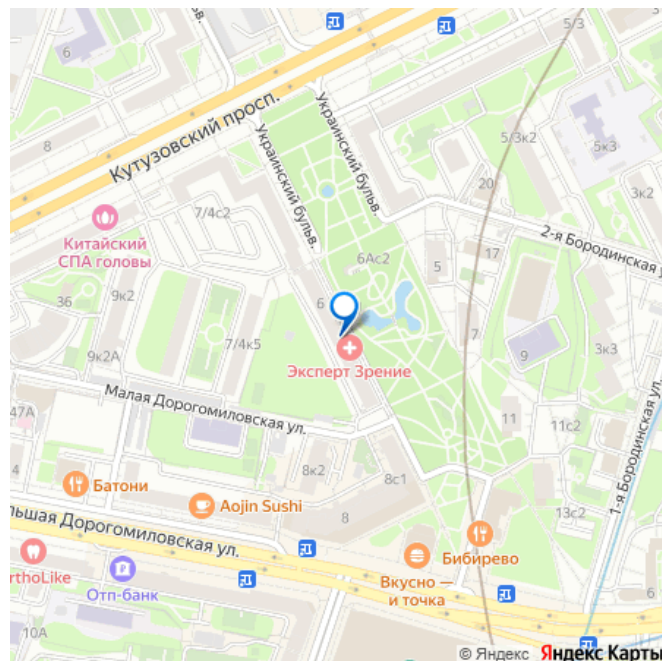 5/3
6
8
Кутузовский просп.
Украинский бульв.
Украинский бульв.
5/3к2
5к3
3к2
20
7/4с2
2-я Бородинская у
Китайский
СПА головы
17
5
6Ас2
36
9к2
6
7
7/4к5
9к2А
Эксперт Зрение
9
3к3
Малая Дорогомиловская ул.
47А
11
11с2
1-я Бородинская ул.
4
8к2
8с1
Батони
Aojin Sushi
8
13с2
льшая Дорогомиловская ул.
Бибирево
rthoLike
Отп-банк
Вкусно —
и точка
10А
© Яндекс Яндекс Карты